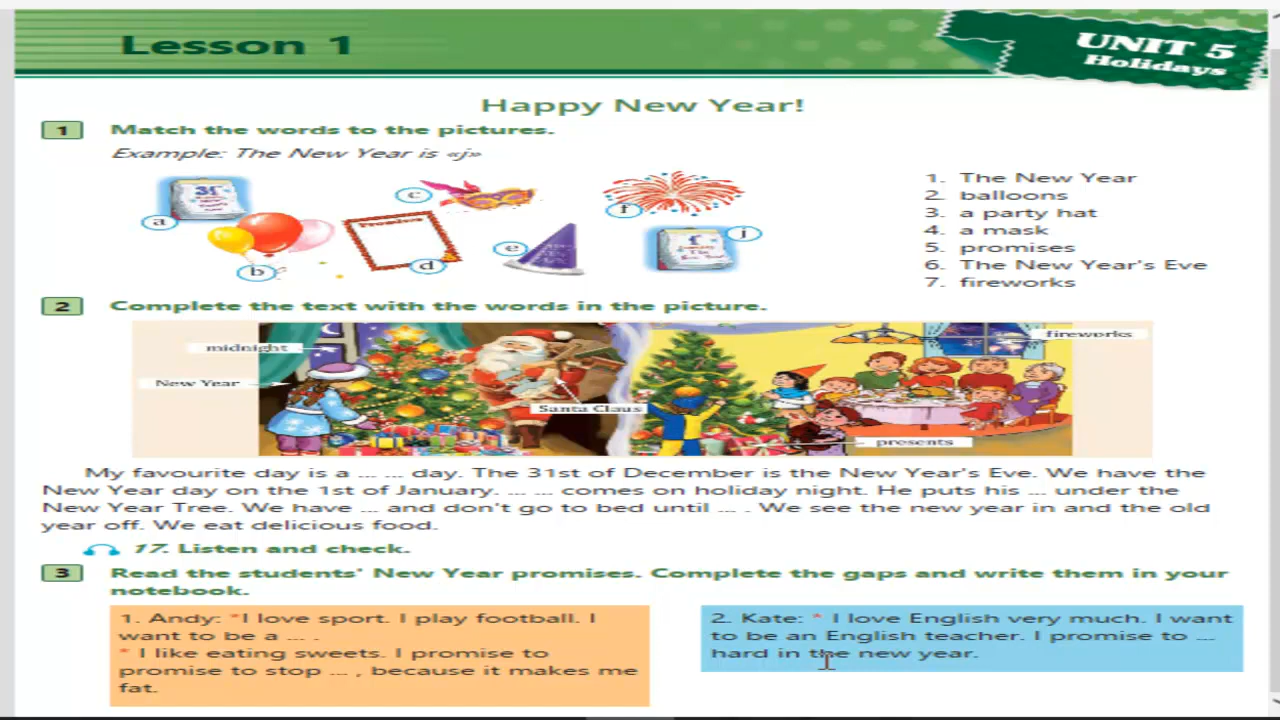 Lesson 1
UNIT 5
Holidays
Happy New Year!
1 Match the words to the pictures.
Example: The New Year is «j»
a
31
b
c
d
Promises
e
f
j
1
1. The New Year
2. balloons
3. a party hat
4. a mask
5. promises
6. The New Year's Eve
7. fireworks
2 Complete the text with the words in the picture.
midnight
New Year
Santa Claus
fireworks
presents
My favourite day is a ... ... day. The 31st of December is the New Year's Eve. We have the
New Year day on the 1st of January. ... ... comes on holiday night. He puts his ... under the
New Year Tree. We have ... and don't go to bed until ... . We see the new year in and the old
year off. We eat delicious food.
17. Listen and check.
3 Read the students' New Year promises. Complete the gaps and write them in your
notebook.
1. Andy: *I love sport. I play football. I
want to be a ... .
* I like eating sweets. I promise to
promise to stop ... , because it makes me
fat.
2. Kate: * I love English very much. I want
to be an English teacher. I promise to ...
hard in the new year.